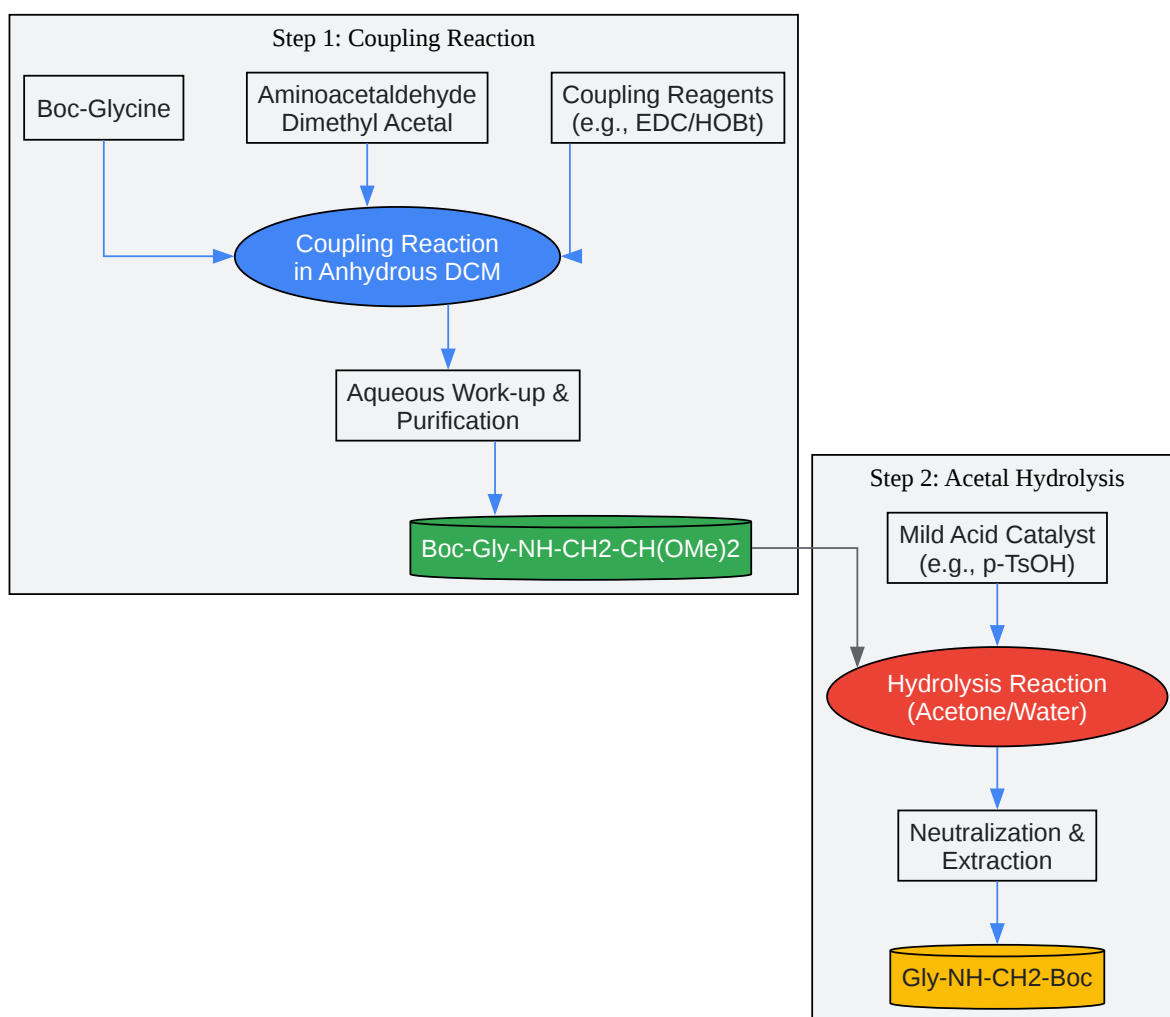 Step 1: Coupling Reaction
Boc-Glycine
Aminoacetaldehyde
Dimethyl Acetal
Coupling Reagents
(e.g., EDC/HOBt)
Coupling Reaction
in Anhydrous DCM
Aqueous Work-up &
Purification
Boc-Gly-NH-CH2-CH(OMe)2
Step 2: Acetal Hydrolysis
Mild Acid Catalyst
(e.g., p-TsOH)
Hydrolysis Reaction
(Acetone/Water)
Neutralization &
Extraction
Gly-NH-CH2-Boc